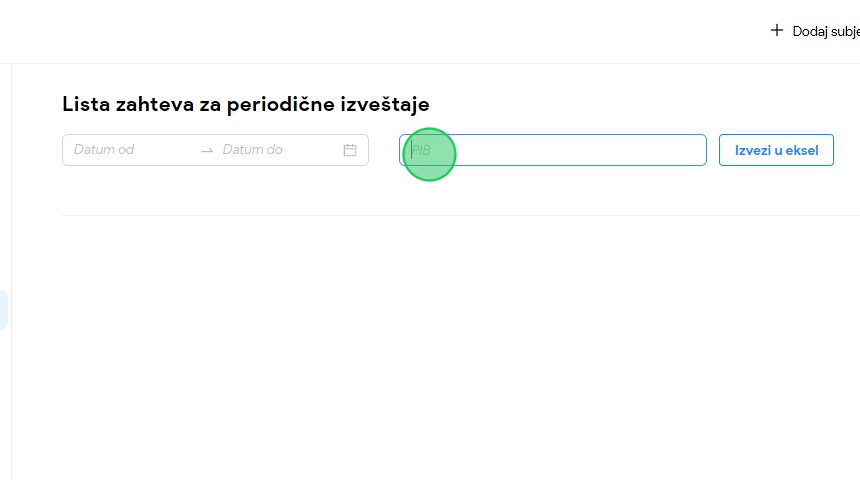 Dodaj subje
Lista zahteva za periodične izveštaje
Datum od → Datum do PIB Izvezi u eksel